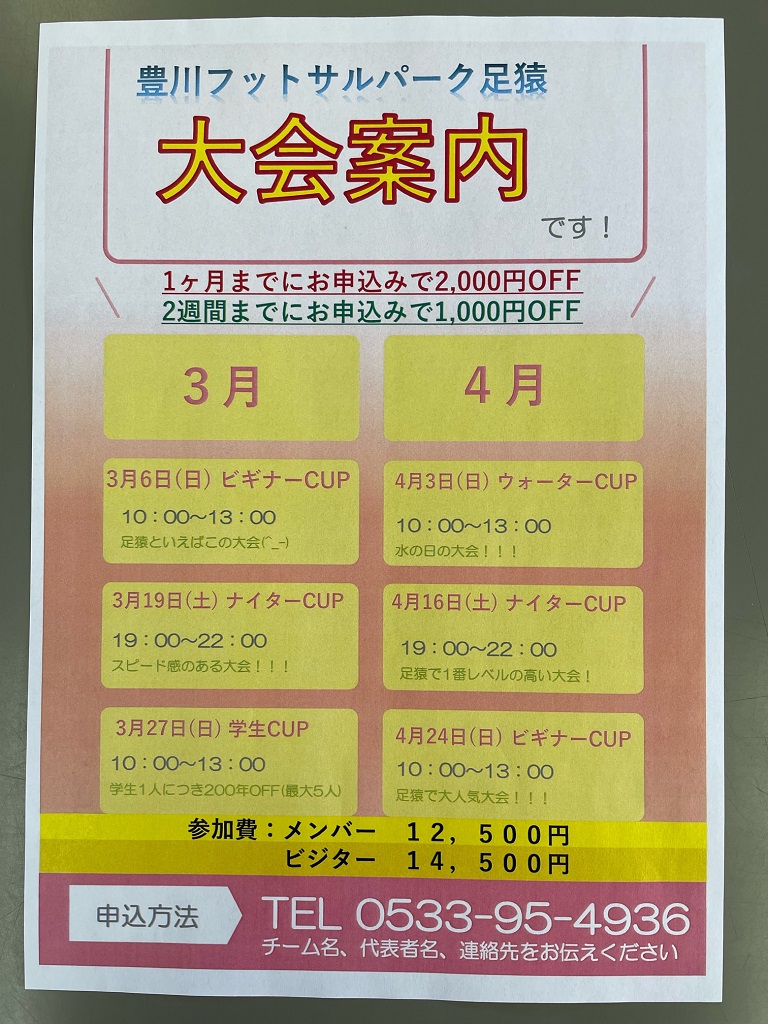 豊川フットサルパーク足猿
大会案内
です！
1ヶ月までにお申込みで2,000円OFF
2週間までにお申込みで1,000円OFF
３月
3月6日(日) ビギナーCUP
10：00～13：00
足猿といえばこの大会(^_-)
3月19日(土) ナイターCUP
19：00～22：00
スピード感のある大会！！！
3月27日(日) 学生CUP
10：00～13：00
学生1人につき200年OFF(最大5人)
４月
4月3日(日) ウォーターCUP
10：00～13：00
水の日の大会！！！
4月16日(土) ナイターCUP
19：00～22：00
足猿で1番レベルの高い大会！
4月24日(日) ビギナーCUP
10：00～13：00
足猿で大人気大会！！！
参加費：メンバー　１２，５００円
ビジター　１４，５００円
申込方法
TEL 0533-95-4936
チーム名、代表者名、連絡先をお伝えください